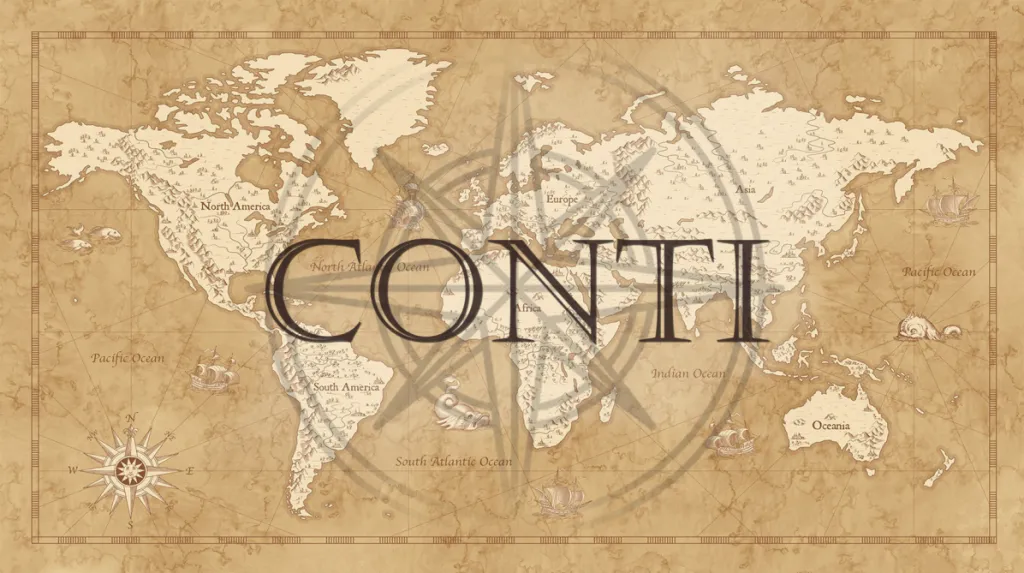 North America
Europe
Asia
North Atlantic Ocean
CONTI
Pacific Ocean
Africa
Pacific Ocean
South America
Indian Ocean
Oceania
South Atlantic Ocean
N
W
E
S